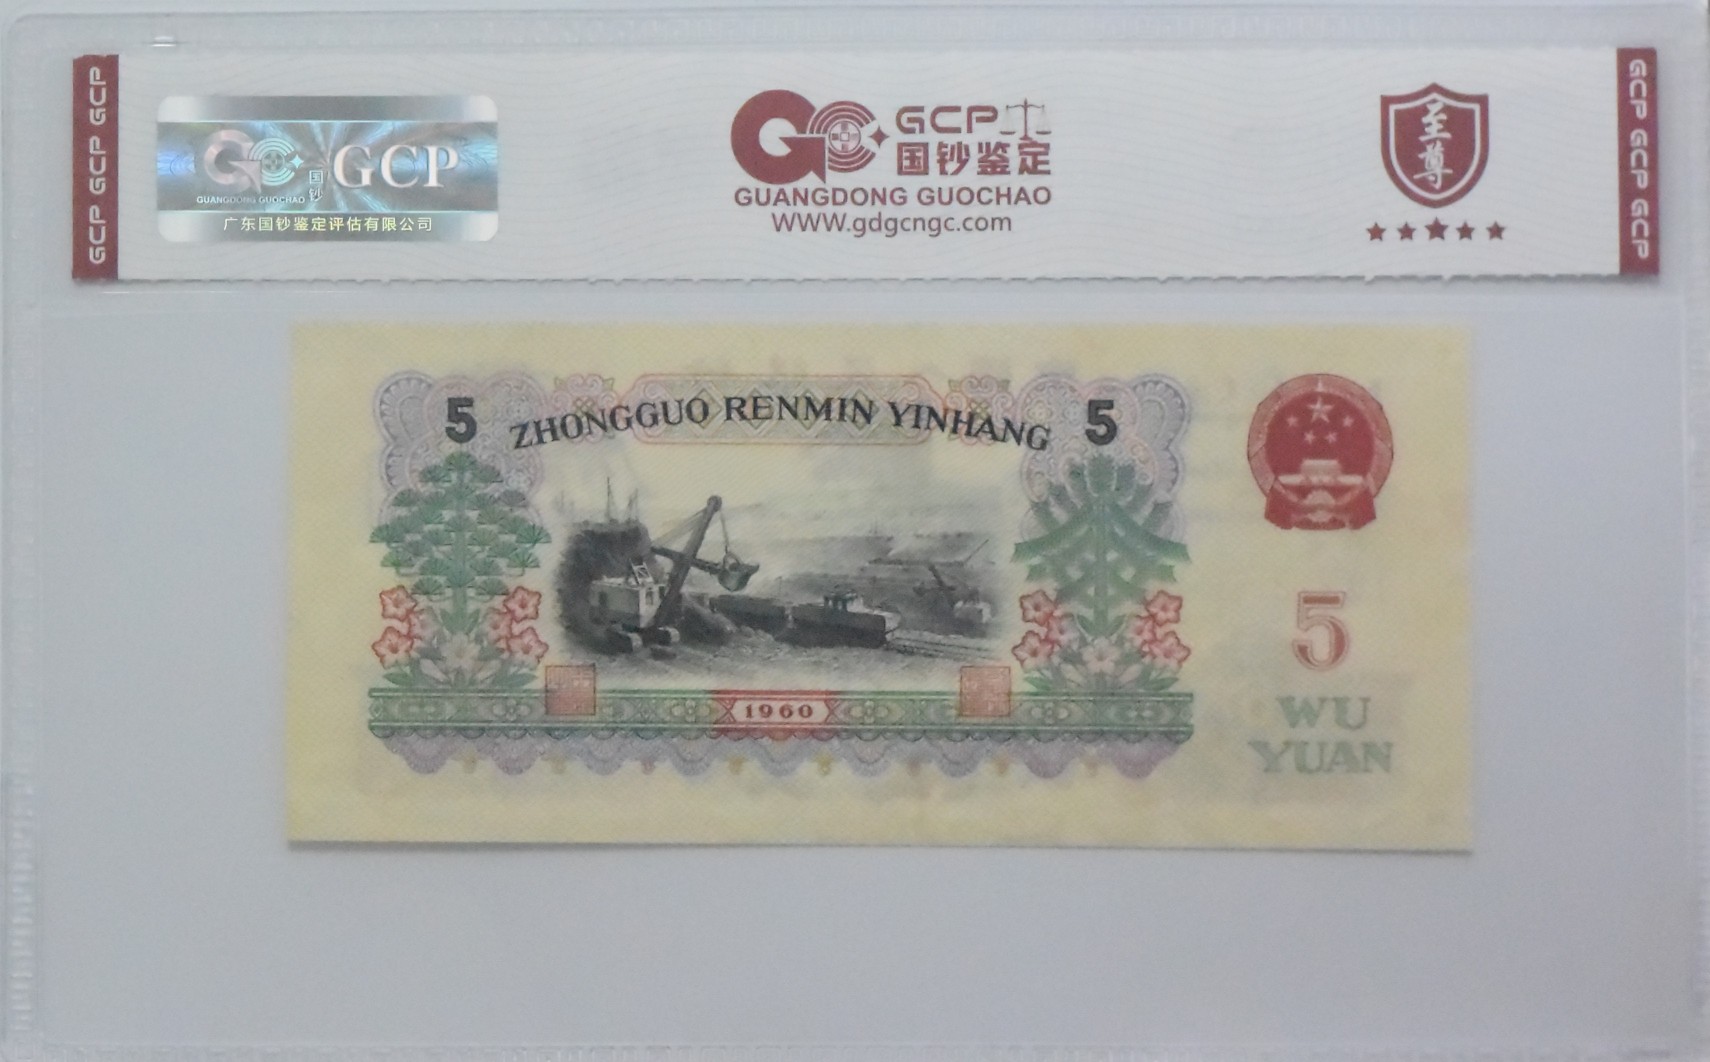 GCP GCP GCP
GCP
国钞
GUANGDONG GUOCHAO
广东国钞鉴定评估有限公司
GCP
国钞鉴定
GUANGDONG GUOCHAO
WWW.gdgcngc.com
至尊
GCP GCP GCP
5 ZHONGGUO RENMIN YINHANG 5
5
WU
YUAN
1960